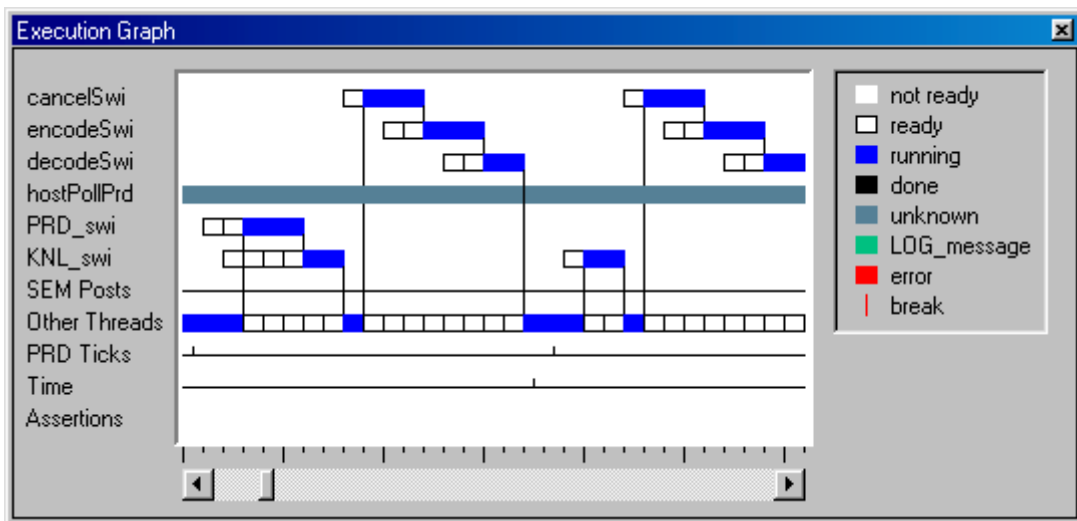 Execution Graph
cancelSwi
encodeSwi
decodeSwi
hostPollPrd
PRD_swi
KNL_swi
SEM Posts
Other Threads
PRD Ticks
Time
Assertions
not ready
ready
running
done
unknown
LOG_message
error
break